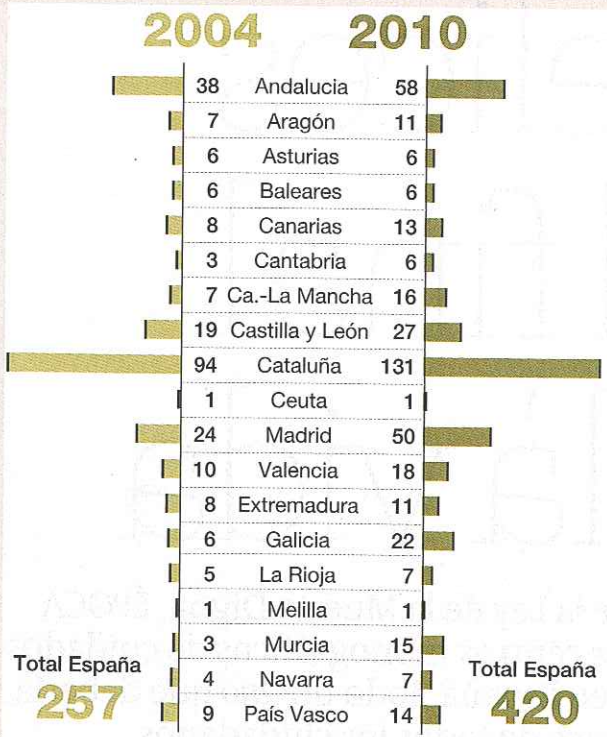 2004 2010
38 Andalucia 58
7 Aragón 11
6 Asturias 6
6 Baleares 6
8 Canarias 13
3 Cantabria 6
7 Ca.-La Mancha 16
19 Castilla y León 27
94 Cataluña 131
1 Ceuta 1
24 Madrid 50
10 Valencia 18
8 Extremadura 11
6 Galicia 22
5 La Rioja 7
1 Melilla 1
3 Murcia 15
4 Navarra 7
9 País Vasco 14
Total España
257
Total España
420